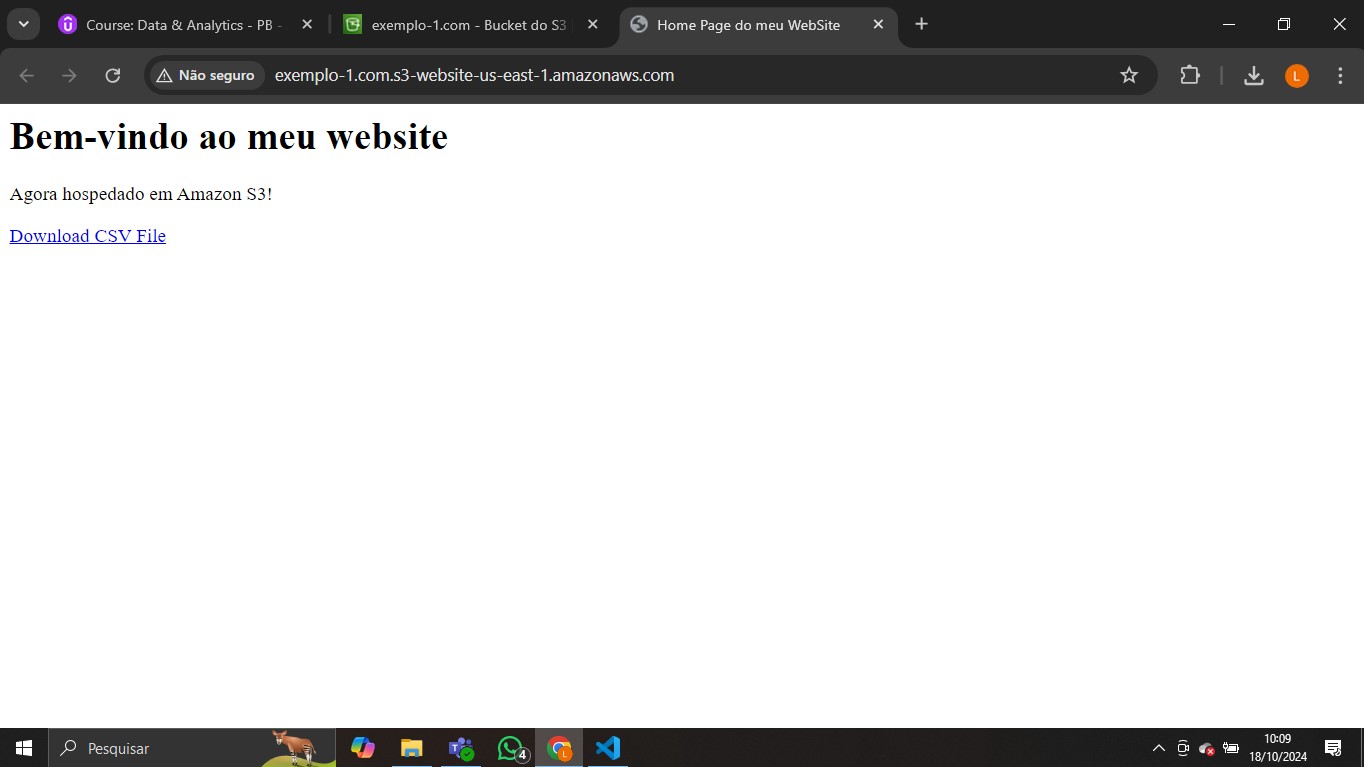 Course: Data & Analytics - PB -
exemplo-1.com - Bucket do S3
Home Page do meu WebSite
Não seguro
exemplo-1.com.s3-website-us-east-1.amazonaws.com
L
Bem-vindo ao meu website
Agora hospedado em Amazon S3!
Download CSV File
Pesquisar
4
L
10:09
18/10/2024